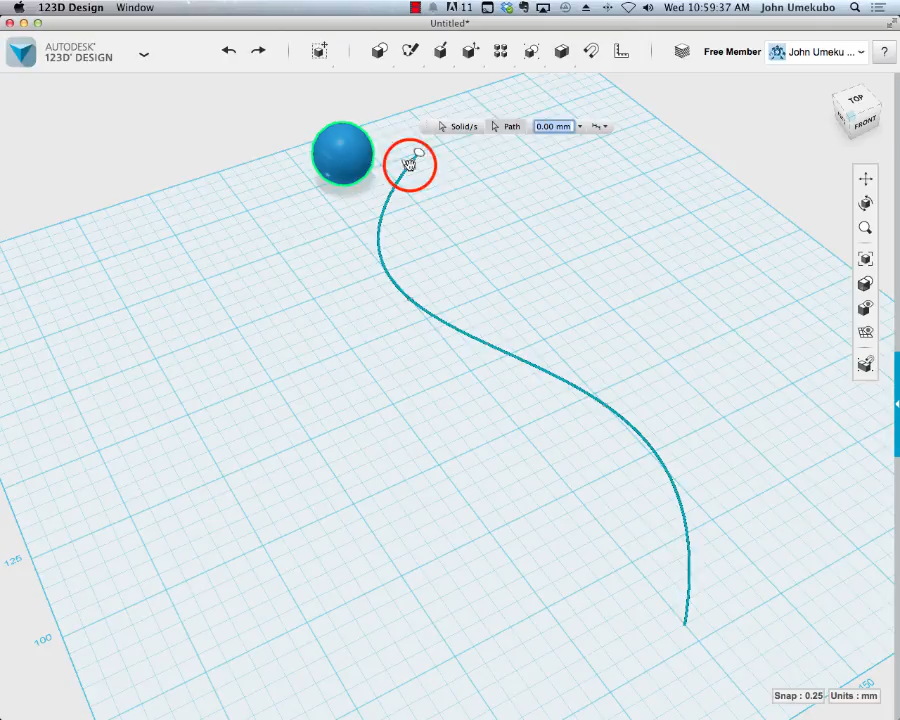 123D Design Window 11 Wed 10:59:37 AM John Umekubo
Untitled*
AUTODESK®
123D® DESIGN
Free Member John Umeku ... ?
Solid/s Path 0.00 mm
TOP
FRONT
125
100
150
Snap : 0.25 Units : mm